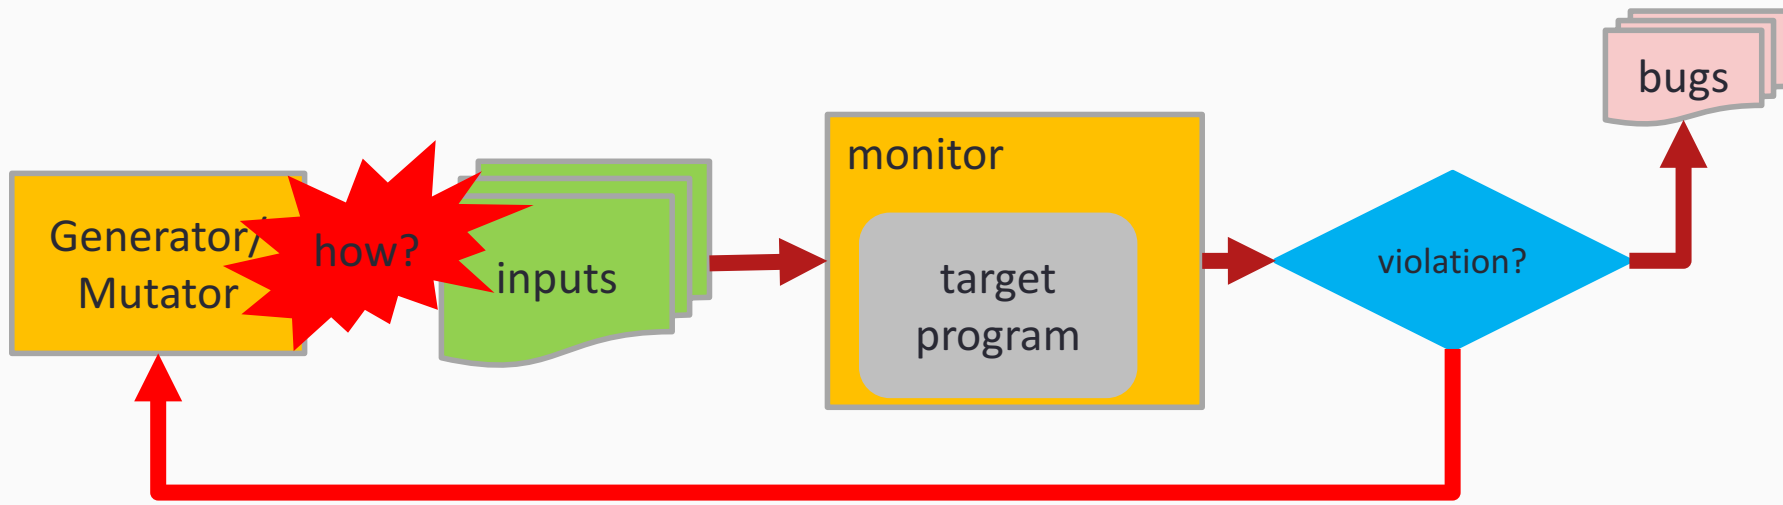 Generator/
Mutator
how?
inputs
monitor
target
program
violation?
bugs